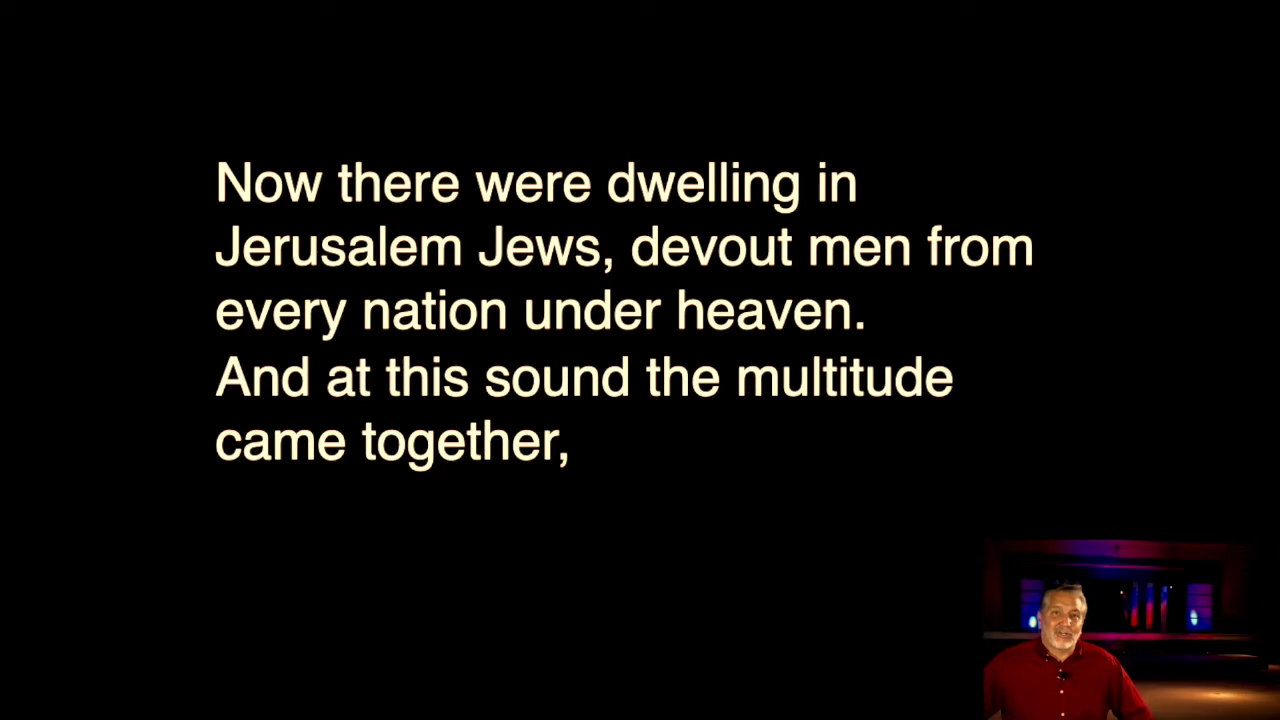 Now there were dwelling in
Jerusalem Jews, devout men from
every nation under heaven.
And at this sound the multitude
came together,